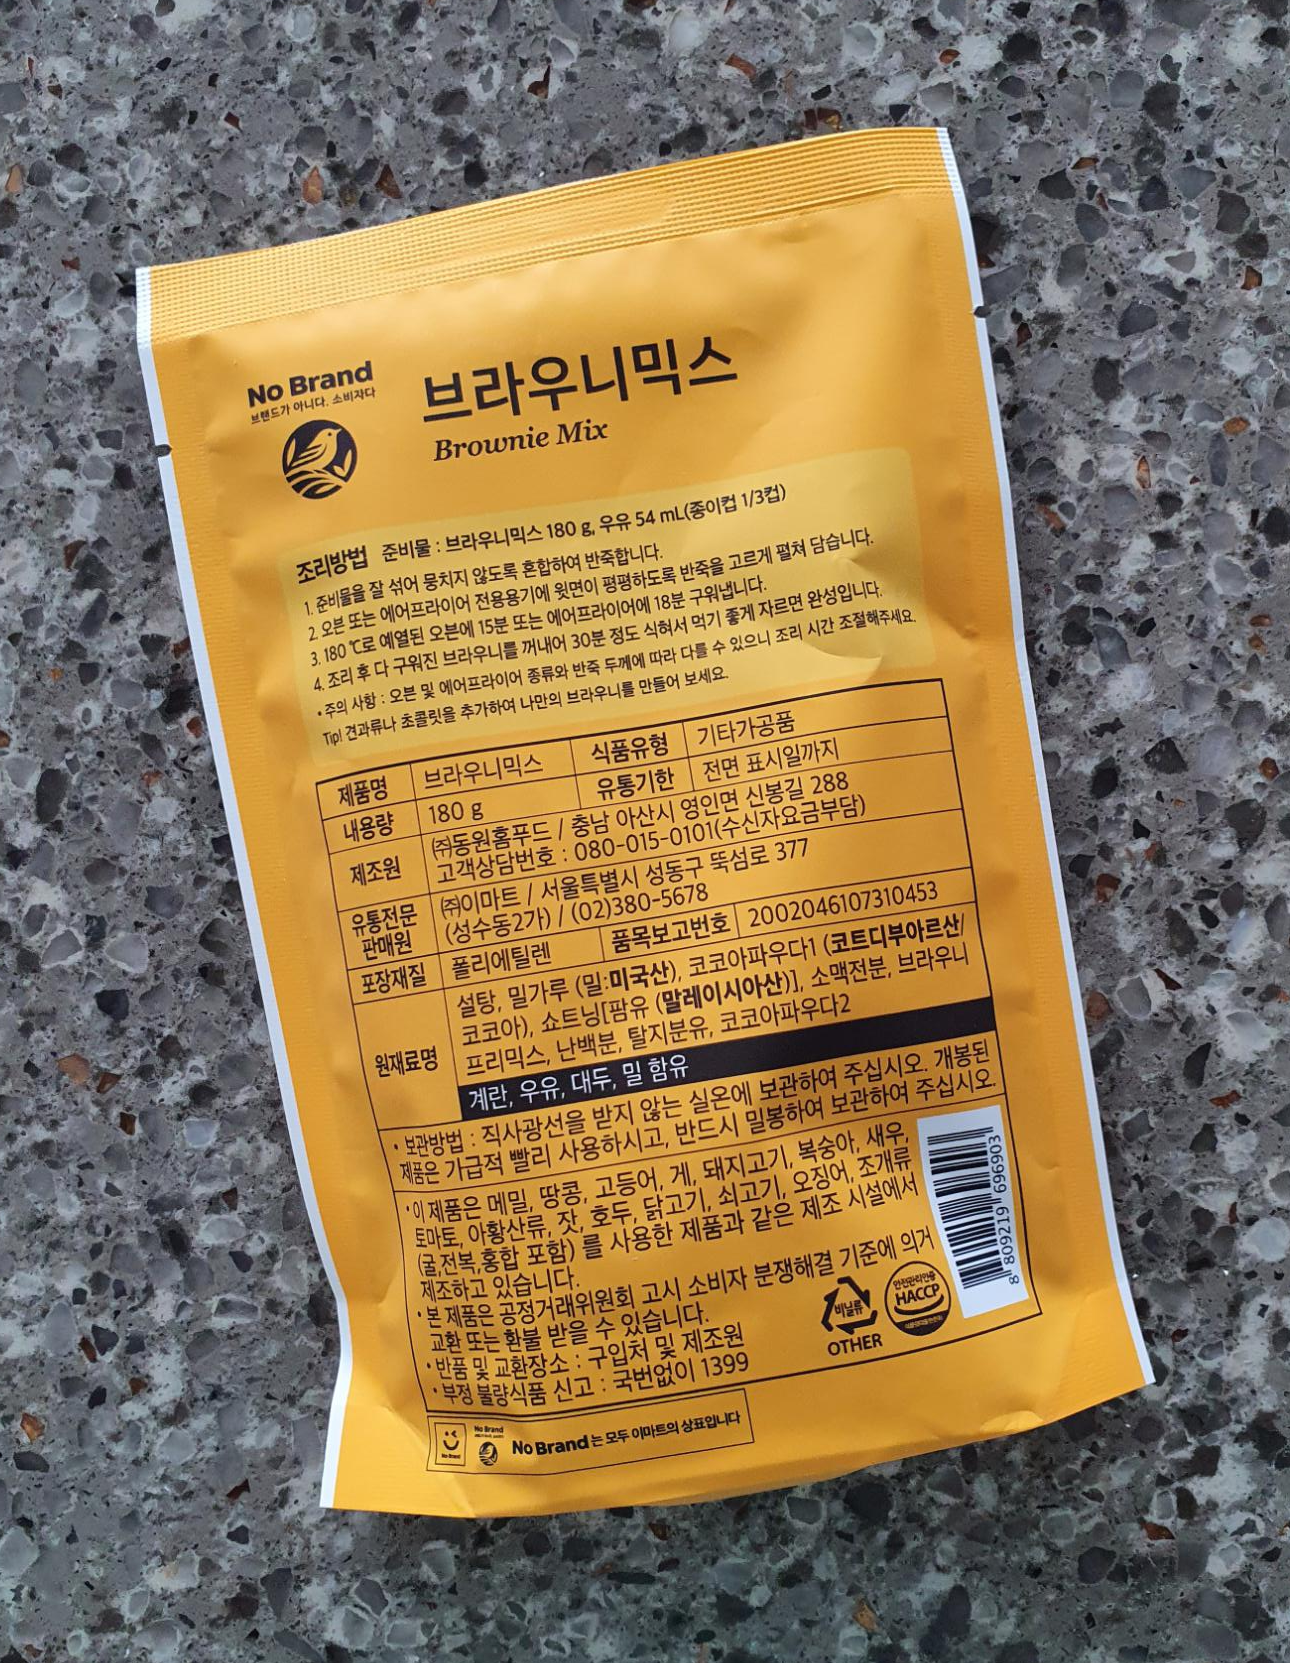 No Brand
브랜드가 아니다. 소비자다
브라우니믹스
Brownie Mix
조리방법 준비물 : 브라우니믹스 180 g, 우유 54 mL(종이컵 1/3컵)
1. 준비물을 잘 섞어 뭉치지 않도록 혼합하여 반죽합니다.
2. 오븐 또는 에어프라이어 전용용기에 윗면이 평평하도록 반죽을 고르게 펼쳐 담습니다.
3. 180 ℃로 예열된 오븐에 15분 또는 에어프라이어에 18분 구워냅니다.
4. 조리 후 다 구워진 브라우니를 꺼내어 30분 정도 식혀서 먹기 좋게 자르면 완성입니다.
• 주의 사항 : 오븐 및 에어프라이어 종류와 반죽 두께에 따라 다를 수 있으니 조리 시간 조절해주세요.
Tip! 견과류나 초콜릿을 추가하여 나만의 브라우니를 만들어 보세요.
제품명 브라우니믹스 식품유형 기타가공품
내용량 180 g 유통기한 전면 표시일까지
제조원 ㈜동원홈푸드 / 충남 아산시 영인면 신봉길 288
고객상담번호 : 080-015-0101(수신자요금부담)
유통전문 판매원 ㈜이마트 / 서울특별시 성동구 뚝섬로 377
(성수동2가) / (02)380-5678
포장재질 폴리에틸렌 품목보고번호 2002046107310453
원재료명 설탕, 밀가루 (밀:미국산), 코코아파우다1 (코트디부아르산/
코코아), 쇼트닝[팜유 (말레이시아산)], 소맥전분, 브라우니
프리믹스, 난백분, 탈지분유, 코코아파우다2
계란, 우유, 대두, 밀 함유
• 보관방법 : 직사광선을 받지 않는 실온에 보관하여 주십시오. 개봉된
제품은 가급적 빨리 사용하시고, 반드시 밀봉하여 보관하여 주십시오.
• 이 제품은 메밀, 땅콩, 고등어, 게, 돼지고기, 복숭아, 새우,
토마토, 아황산류, 잣, 호두, 닭고기, 쇠고기, 오징어, 조개류
(굴,전복,홍합 포함) 를 사용한 제품과 같은 제조 시설에서
제조하고 있습니다.
• 본 제품은 공정거래위원회 고시 소비자 분쟁해결 기준에 의거
교환 또는 환불 받을 수 있습니다.
• 반품 및 교환장소 : 구입처 및 제조원
• 부정 불량식품 신고 : 국번없이 1399
비닐류
OTHER
안전관리인증
HACCP
8 809219 696903
No Brand
No Brand
No Brand는 모두 이마트의 상표입니다